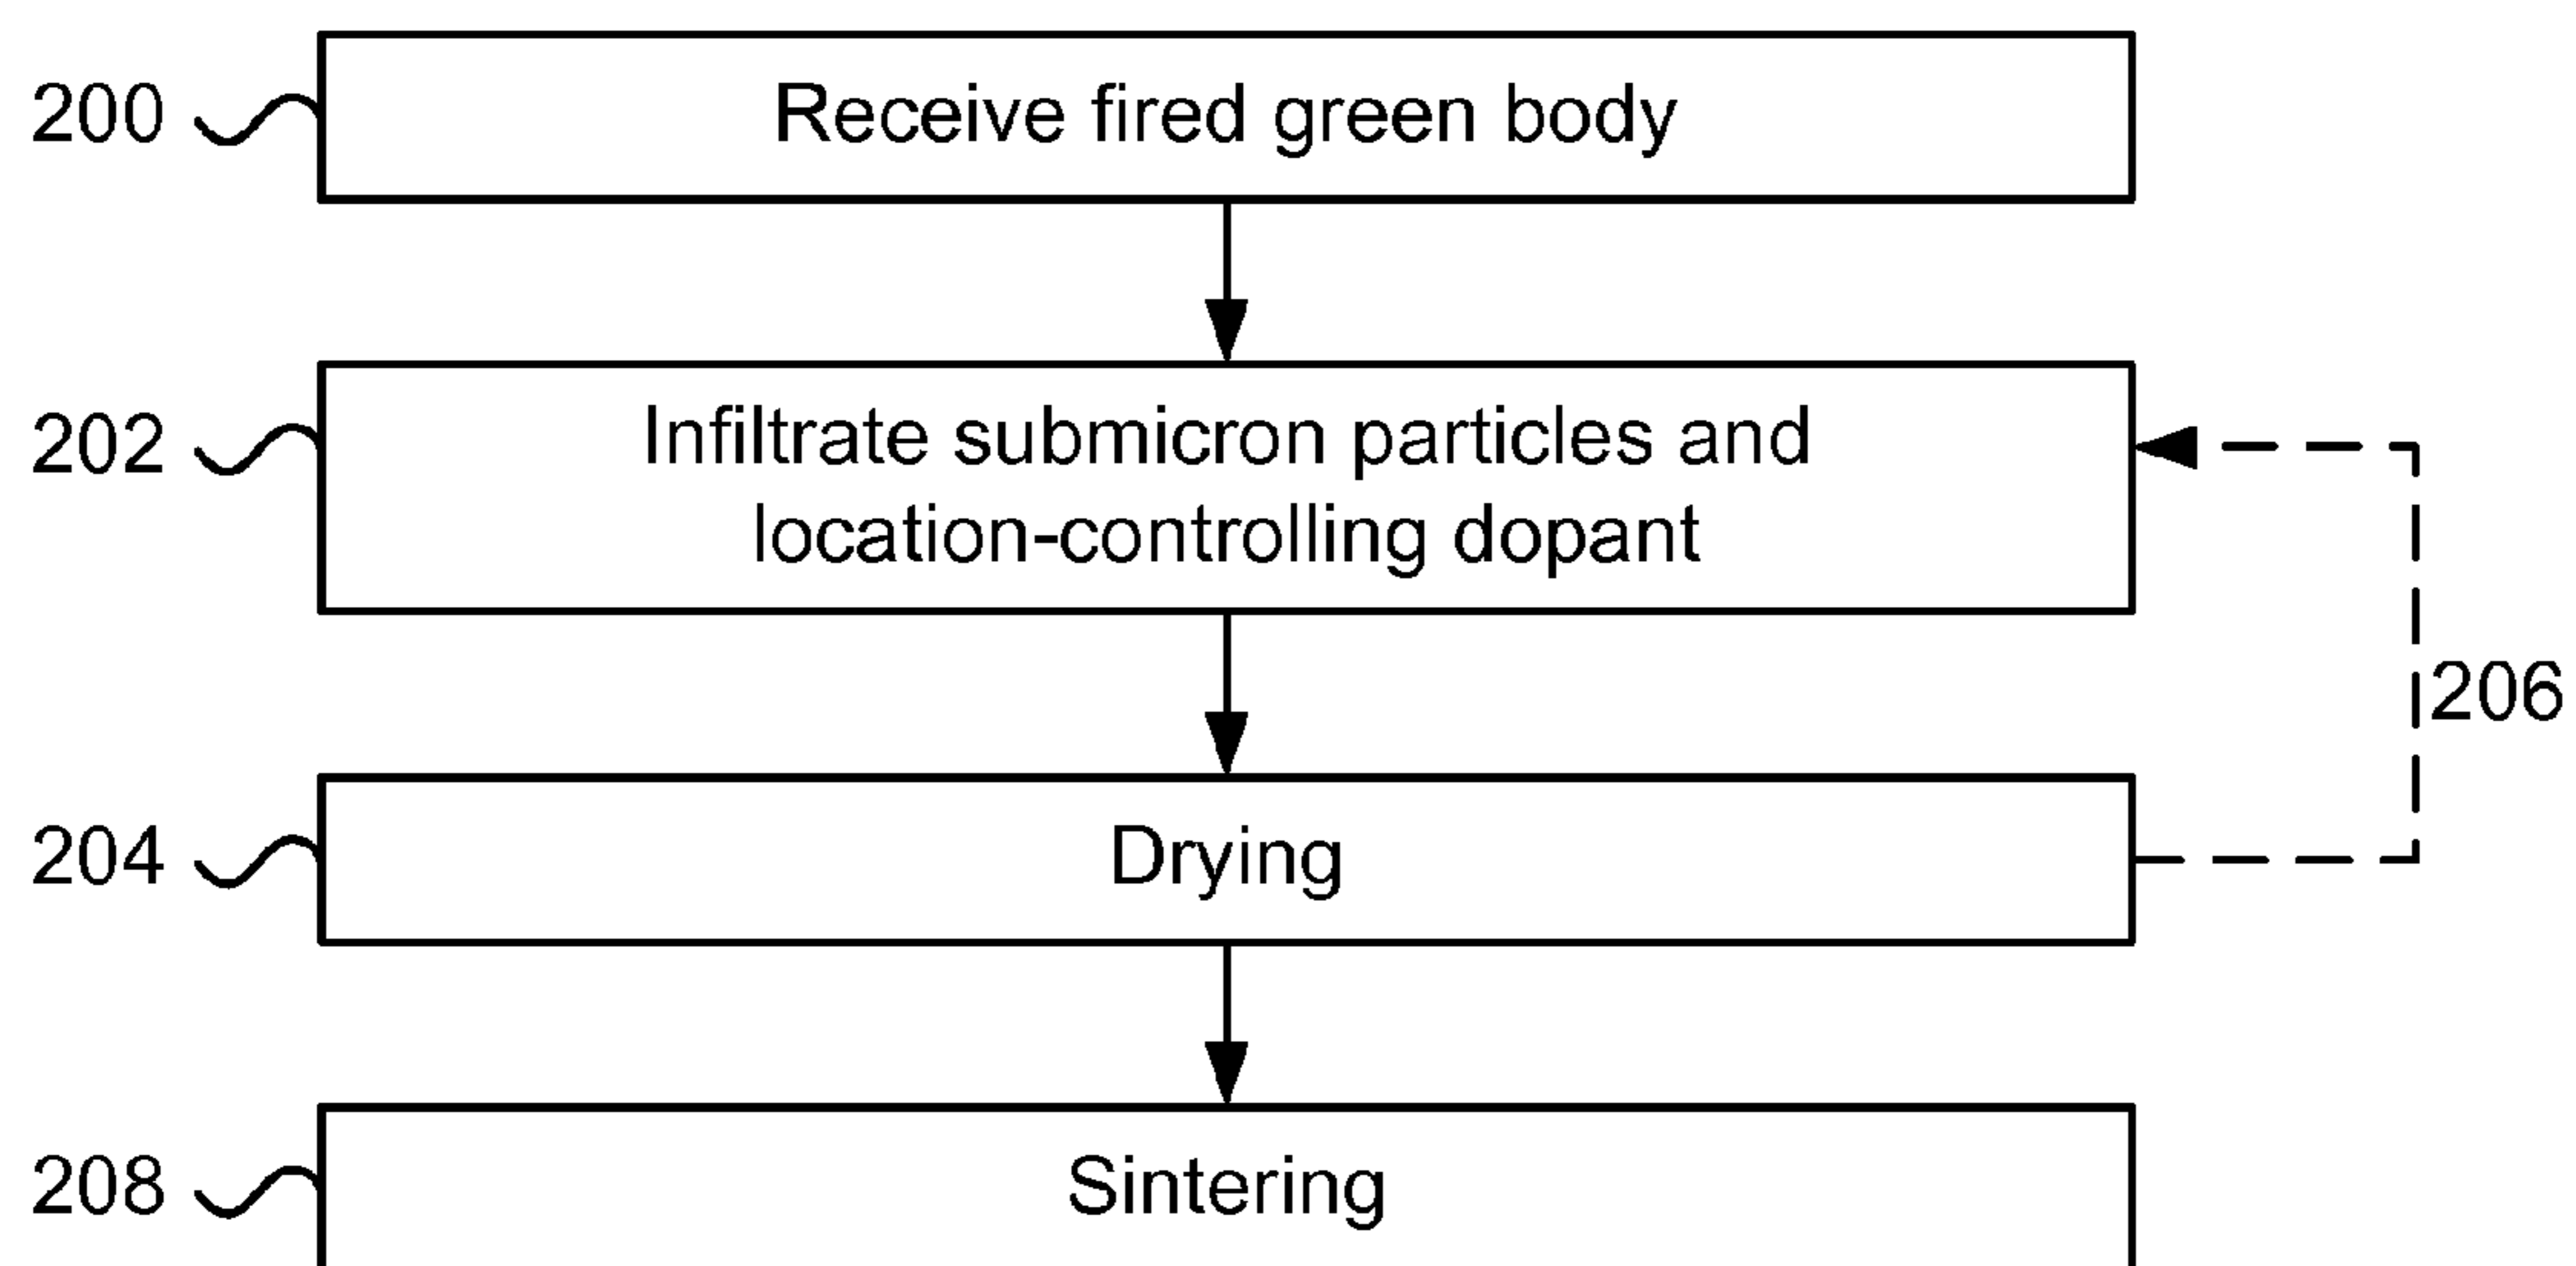 200
Receive fired green body
202
Infiltrate submicron particles and
location-controlling dopant
206
204
Drying
208
Sintering